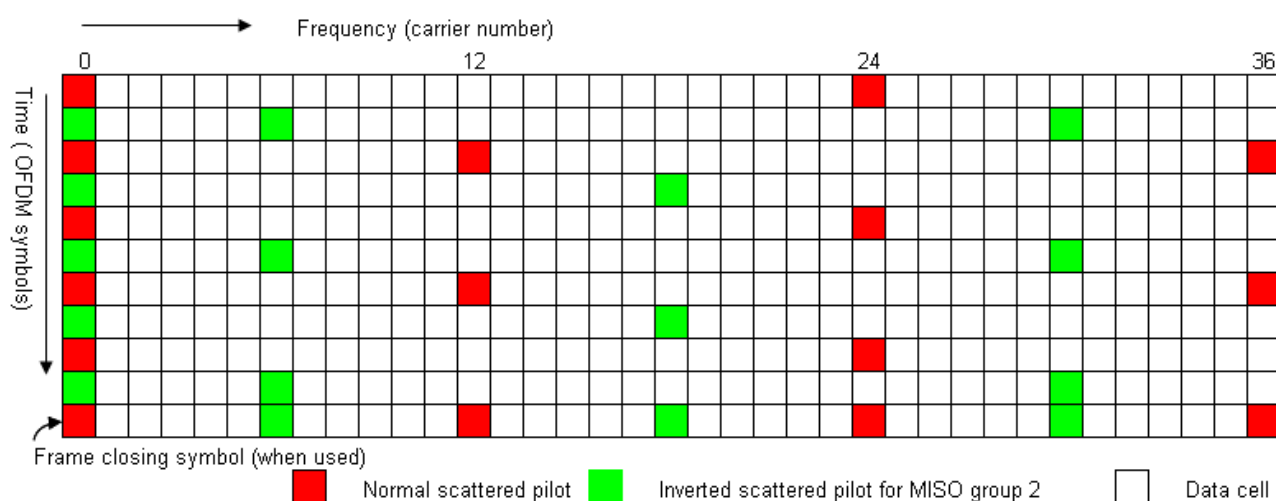 Frequency (carrier number)
0 12 24 36
Time ( OFDM symbols)
Frame closing symbol (when used)
Normal scattered pilot Inverted scattered pilot for MISO group 2 Data cell